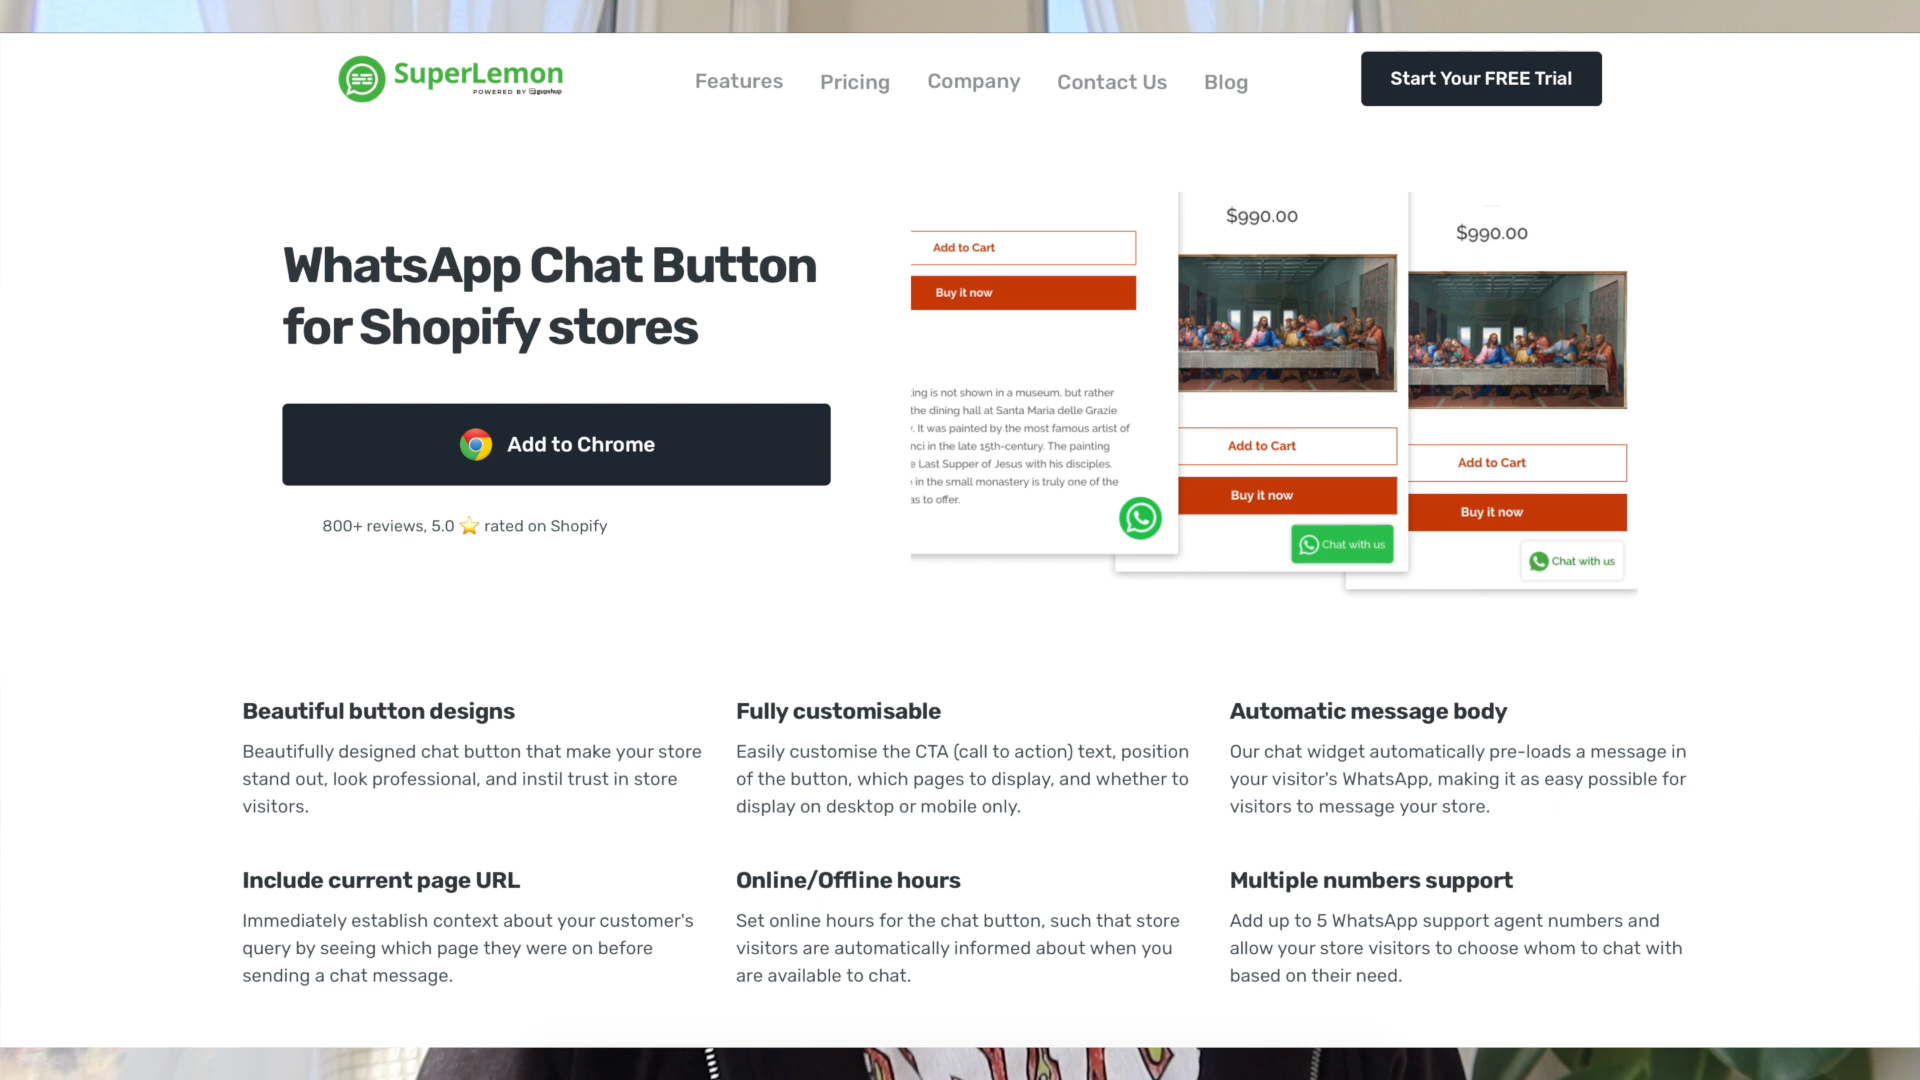 SuperLemon
POWERED BY gupshup
Features
Pricing
Company
Contact Us
Blog
Start Your FREE Trial
WhatsApp Chat Button
for Shopify stores
Add to Chrome
800+ reviews, 5.0 ⭐ rated on Shopify
Add to Cart
Buy it now
ing is not shown in a museum, but rather
the dining hall at Santa Maria delle Grazie
. It was painted by the most famous artist of
nci in the late 15th-century. The painting
e Last Supper of Jesus with his disciples.
in the small monastery is truly one of the
as to offer.
$990.00
Add to Cart
Buy it now
Chat with us
$990.00
Add to Cart
Buy it now
Chat with us
Beautiful button designs
Beautifully designed chat button that make your store
stand out, look professional, and instil trust in store
visitors.
Fully customisable
Easily customise the CTA (call to action) text, position
of the button, which pages to display, and whether to
display on desktop or mobile only.
Automatic message body
Our chat widget automatically pre-loads a message in
your visitor's WhatsApp, making it as easy possible for
visitors to message your store.
Include current page URL
Immediately establish context about your customer's
query by seeing which page they were on before
sending a chat message.
Online/Offline hours
Set online hours for the chat button, such that store
visitors are automatically informed about when you
are available to chat.
Multiple numbers support
Add up to 5 WhatsApp support agent numbers and
allow your store visitors to choose whom to chat with
based on their need.